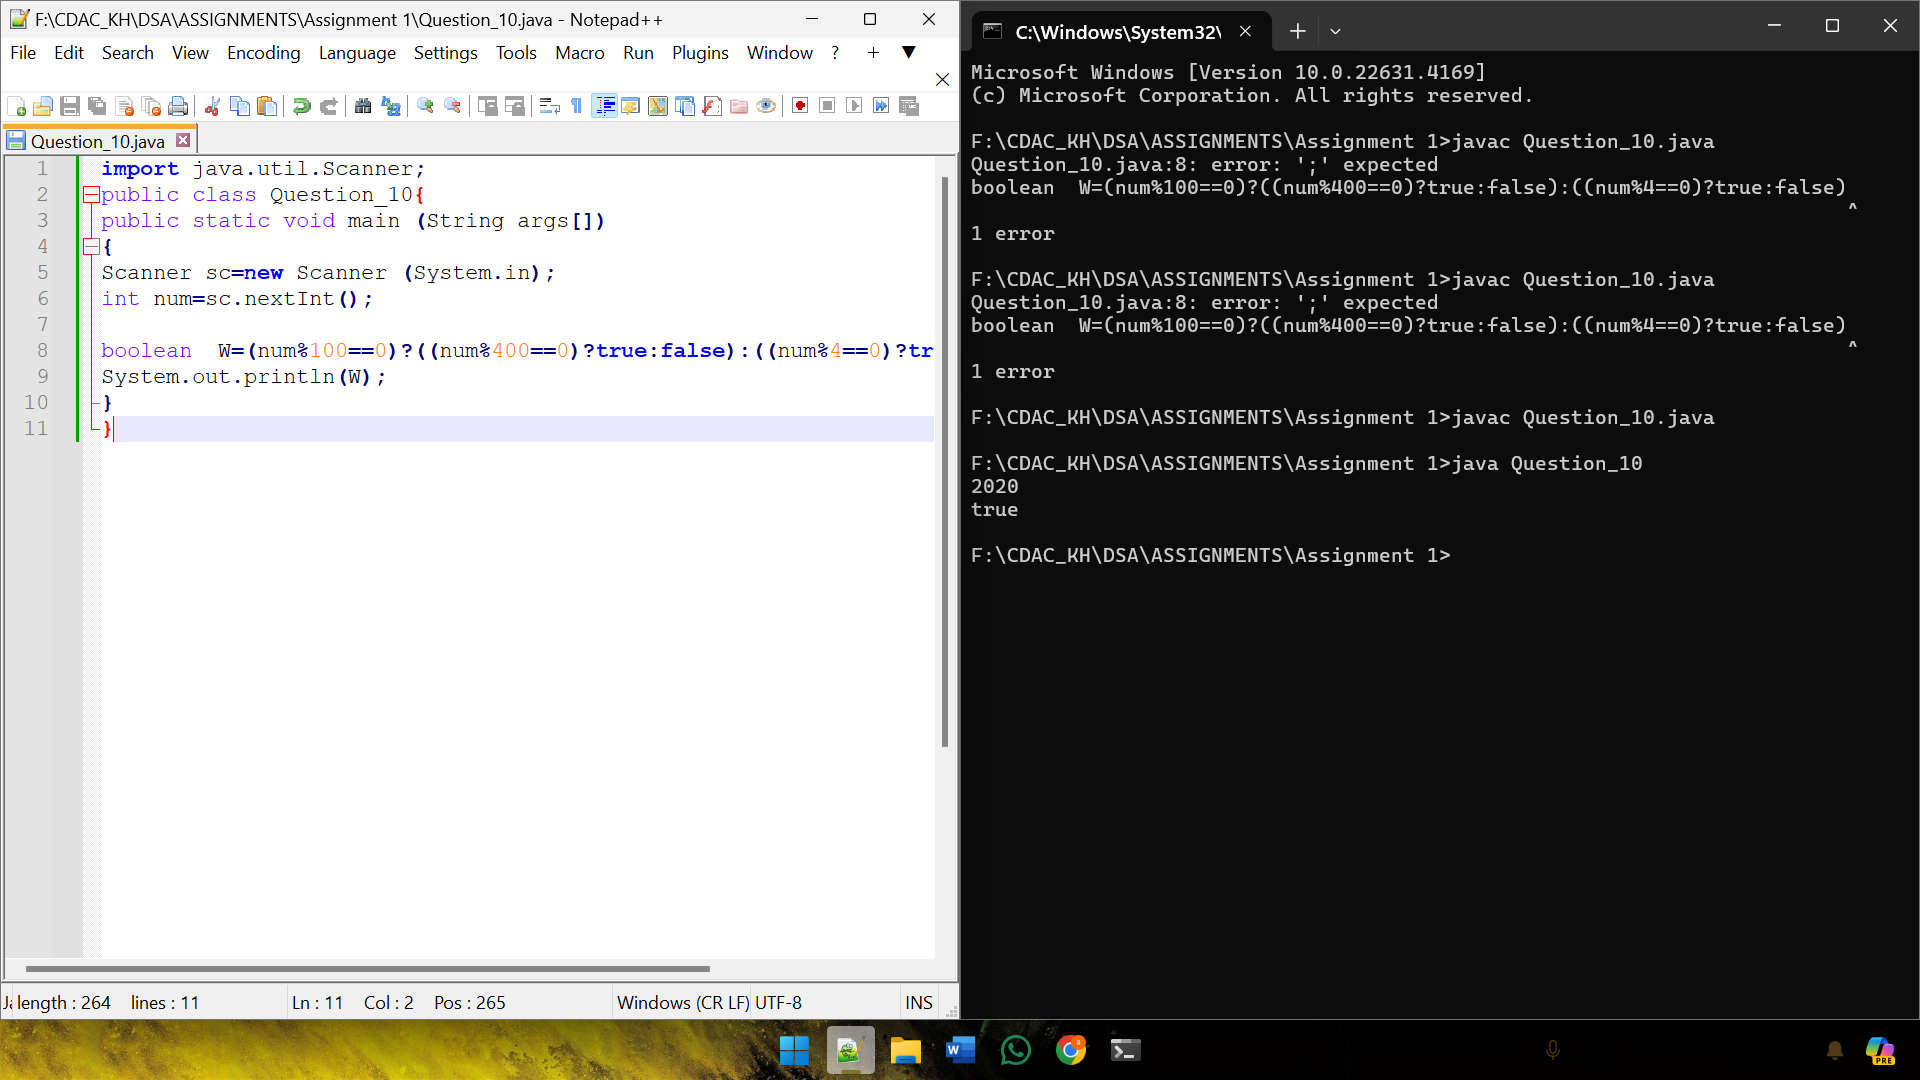 F:\CDAC_KH\DSA\ASSIGNMENTS\Assignment 1\Question_10.java - Notepad++
File Edit Search View Encoding Language Settings Tools Macro Run Plugins Window ? + ▼
Question_10.java
1 import java.util.Scanner;
2 public class Question_10{
3 public static void main (String args[])
4 {
5 Scanner sc=new Scanner (System.in);
6 int num=sc.nextInt();
7
8 boolean  W=(num%100==0)?((num%400==0)?true:false):((num%4==0)?tr
9 System.out.println(W);
10 }
11 }
length : 264 lines : 11 Ln : 11 Col : 2 Pos : 265 Windows (CR LF) UTF-8 INS
C:\Windows\System32\
Microsoft Windows [Version 10.0.22631.4169]
(c) Microsoft Corporation. All rights reserved.
F:\CDAC_KH\DSA\ASSIGNMENTS\Assignment 1>javac Question_10.java
Question_10.java:8: error: ';' expected
boolean  W=(num%100==0)?((num%400==0)?true:false):((num%4==0)?true:false)
^
1 error
F:\CDAC_KH\DSA\ASSIGNMENTS\Assignment 1>javac Question_10.java
Question_10.java:8: error: ';' expected
boolean  W=(num%100==0)?((num%400==0)?true:false):((num%4==0)?true:false)
^
1 error
F:\CDAC_KH\DSA\ASSIGNMENTS\Assignment 1>javac Question_10.java
F:\CDAC_KH\DSA\ASSIGNMENTS\Assignment 1>java Question_10
2020
true
F:\CDAC_KH\DSA\ASSIGNMENTS\Assignment 1>
PRE